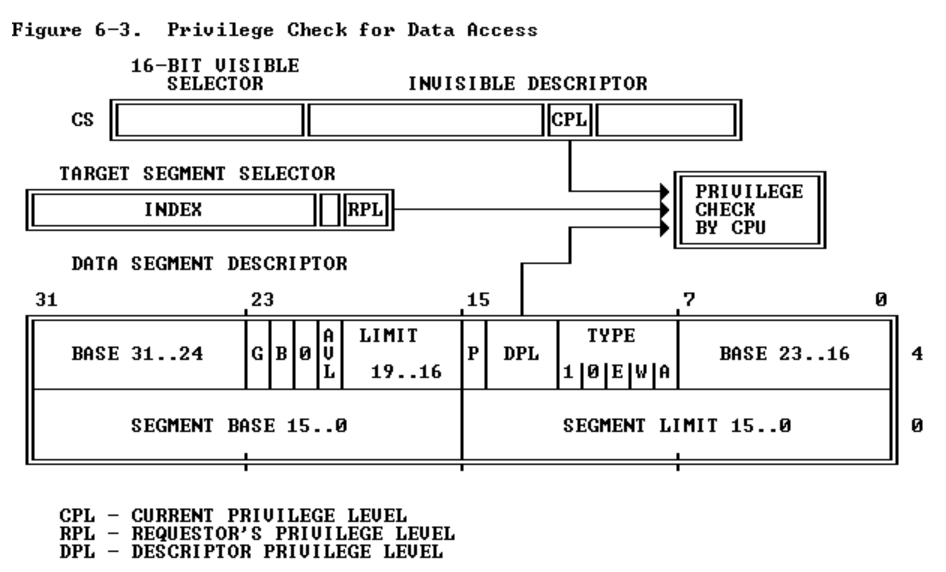 Figure 6-3.  Privilege Check for Data Access
16-BIT VISIBLE
SELECTOR
INVISIBLE DESCRIPTOR
CS
CPL
TARGET SEGMENT SELECTOR
INDEX
RPL
PRIVILEGE
CHECK
BY CPU
DATA SEGMENT DESCRIPTOR
31 23 15 7 0
BASE 31..24
G
B
0
AVL
LIMIT
19..16
P
DPL
TYPE
1 0 E W A
BASE 23..16
4
SEGMENT BASE 15..0
SEGMENT LIMIT 15..0
0
CPL - CURRENT PRIVILEGE LEVEL
RPL - REQUESTOR'S PRIVILEGE LEVEL
DPL - DESCRIPTOR PRIVILEGE LEVEL